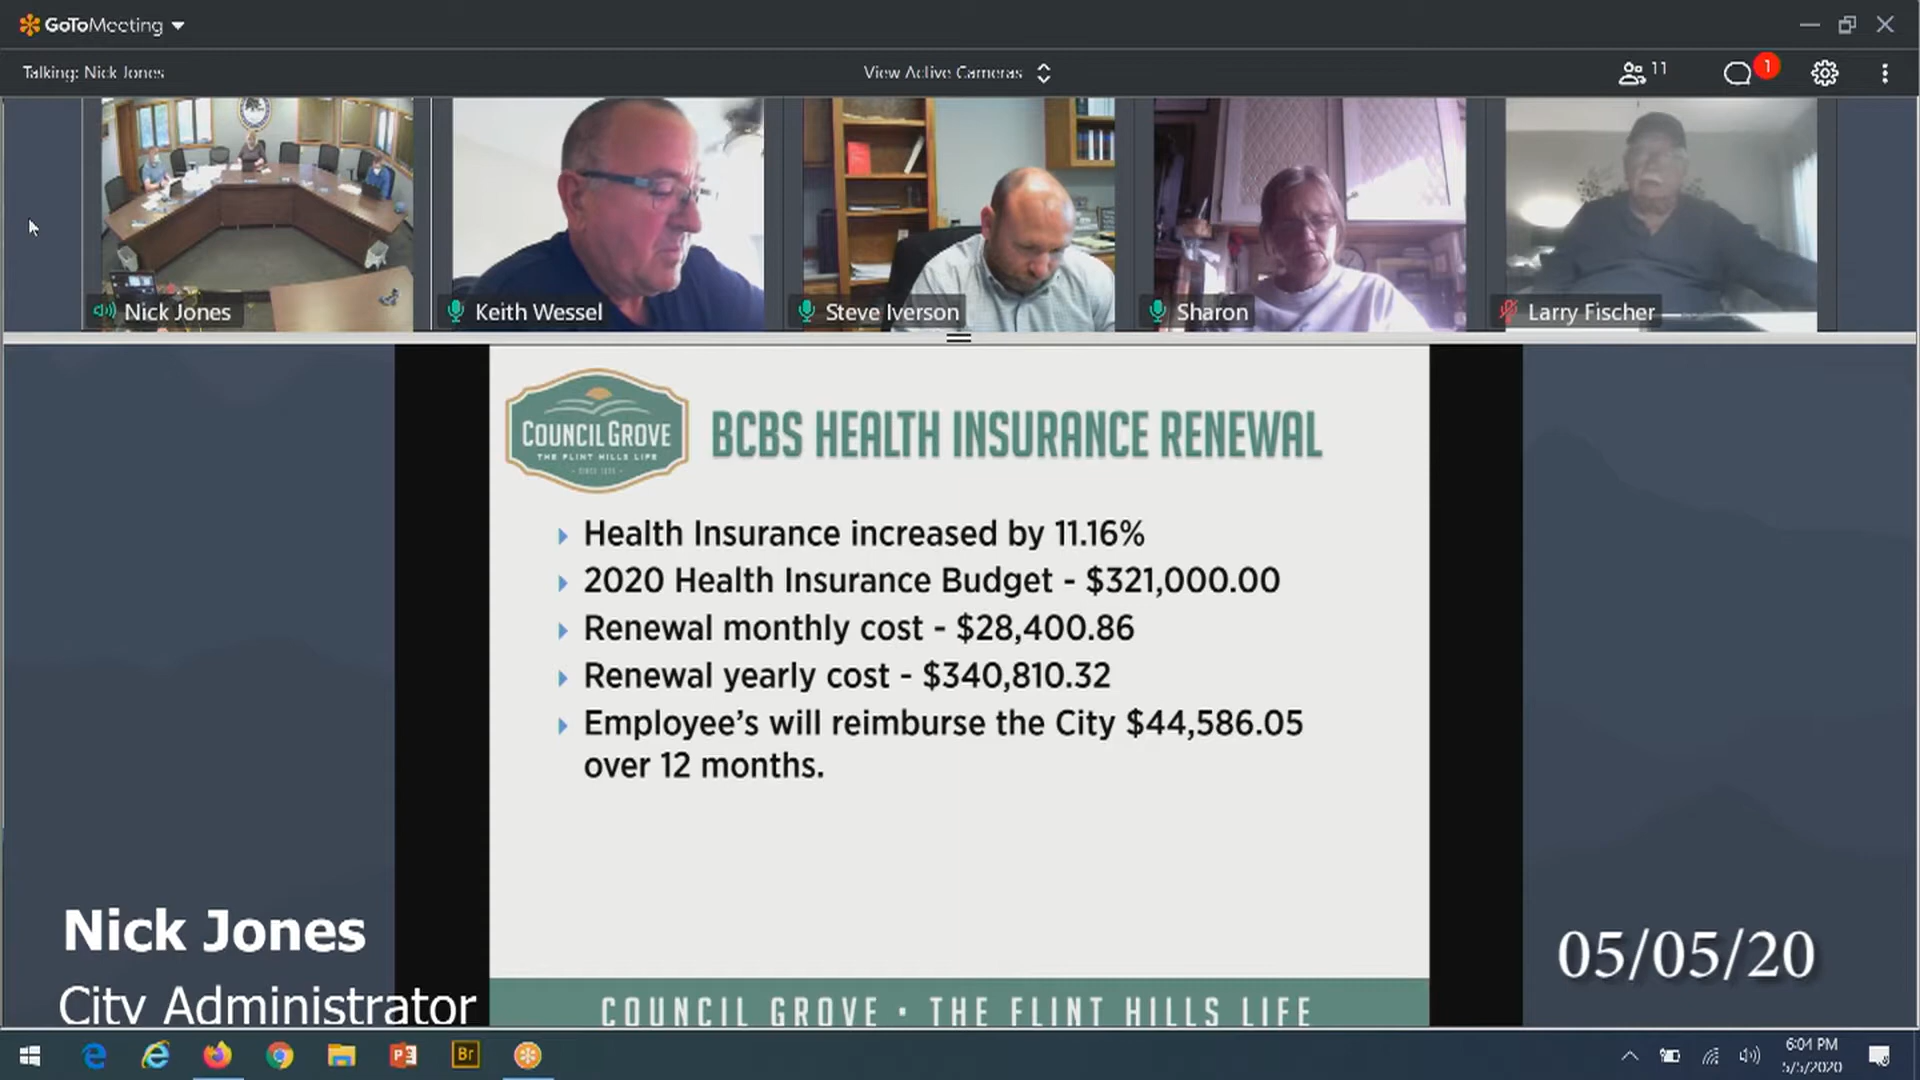 GoToMeeting
Talking: Nick Jones
View Active Cameras
11
1
Nick Jones
Keith Wessel
Steve Iverson
Sharon
Larry Fischer
COUNCIL GROVE
THE FLINT HILLS LIFE
BCBS HEALTH INSURANCE RENEWAL
Health Insurance increased by 11.16%
2020 Health Insurance Budget - $321,000.00
Renewal monthly cost - $28,400.86
Renewal yearly cost - $340,810.32
Employee's will reimburse the City $44,586.05
over 12 months.
Nick Jones
City Administrator
05/05/20
COUNCIL GROVE · THE FLINT HILLS LIFE
Br
6:04 PM
5/5/2020